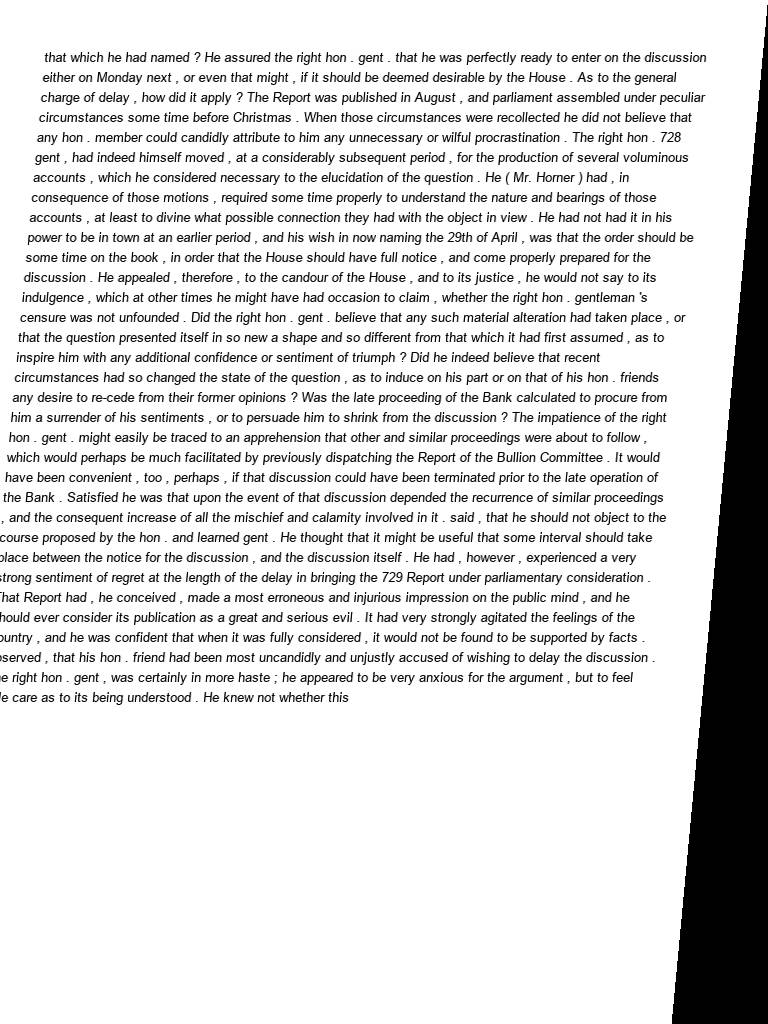 that which he had named ? He assured the right hon . gent . that he was perfectly ready to enter on the discussion
either on Monday next , or even that might , if it should be deemed desirable by the House . As to the general
charge of delay , how did it apply ? The Report was published in August , and parliament assembled under peculiar
circumstances some time before Christmas . When those circumstances were recollected he did not believe that
any hon . member could candidly attribute to him any unnecessary or wilful procrastination . The right hon . 728
gent , had indeed himself moved , at a considerably subsequent period , for the production of several voluminous
accounts , which he considered necessary to the elucidation of the question . He ( Mr. Horner ) had , in
consequence of those motions , required some time properly to understand the nature and bearings of those
accounts , at least to divine what possible connection they had with the object in view . He had not had it in his
power to be in town at an earlier period , and his wish in now naming the 29th of April , was that the order should be
some time on the book , in order that the House should have full notice , and come properly prepared for the
discussion . He appealed , therefore , to the candour of the House , and to its justice , he would not say to its
indulgence , which at other times he might have had occasion to claim , whether the right hon . gentleman 's
censure was not unfounded . Did the right hon . gent . believe that any such material alteration had taken place , or
that the question presented itself in so new a shape and so different from that which it had first assumed , as to
inspire him with any additional confidence or sentiment of triumph ? Did he indeed believe that recent
circumstances had so changed the state of the question , as to induce on his part or on that of his hon . friends
any desire to re-cede from their former opinions ? Was the late proceeding of the Bank calculated to procure from
him a surrender of his sentiments , or to persuade him to shrink from the discussion ? The impatience of the right
hon . gent . might easily be traced to an apprehension that other and similar proceedings were about to follow ,
which would perhaps be much facilitated by previously dispatching the Report of the Bullion Committee . It would
have been convenient , too , perhaps , if that discussion could have been terminated prior to the late operation of
the Bank . Satisfied he was that upon the event of that discussion depended the recurrence of similar proceedings
, and the consequent increase of all the mischief and calamity involved in it . said , that he should not object to the
course proposed by the hon . and learned gent . He thought that it might be useful that some interval should take
place between the notice for the discussion , and the discussion itself . He had , however , experienced a very
strong sentiment of regret at the length of the delay in bringing the 729 Report under parliamentary consideration .
That Report had , he conceived , made a most erroneous and injurious impression on the public mind , and he
hould ever consider its publication as a great and serious evil . It had very strongly agitated the feelings of the
ountry , and he was confident that when it was fully considered , it would not be found to be supported by facts .
served , that his hon . friend had been most uncandidly and unjustly accused of wishing to delay the discussion .
e right hon . gent , was certainly in more haste ; he appeared to be very anxious for the argument , but to feel
le care as to its being understood . He knew not whether this